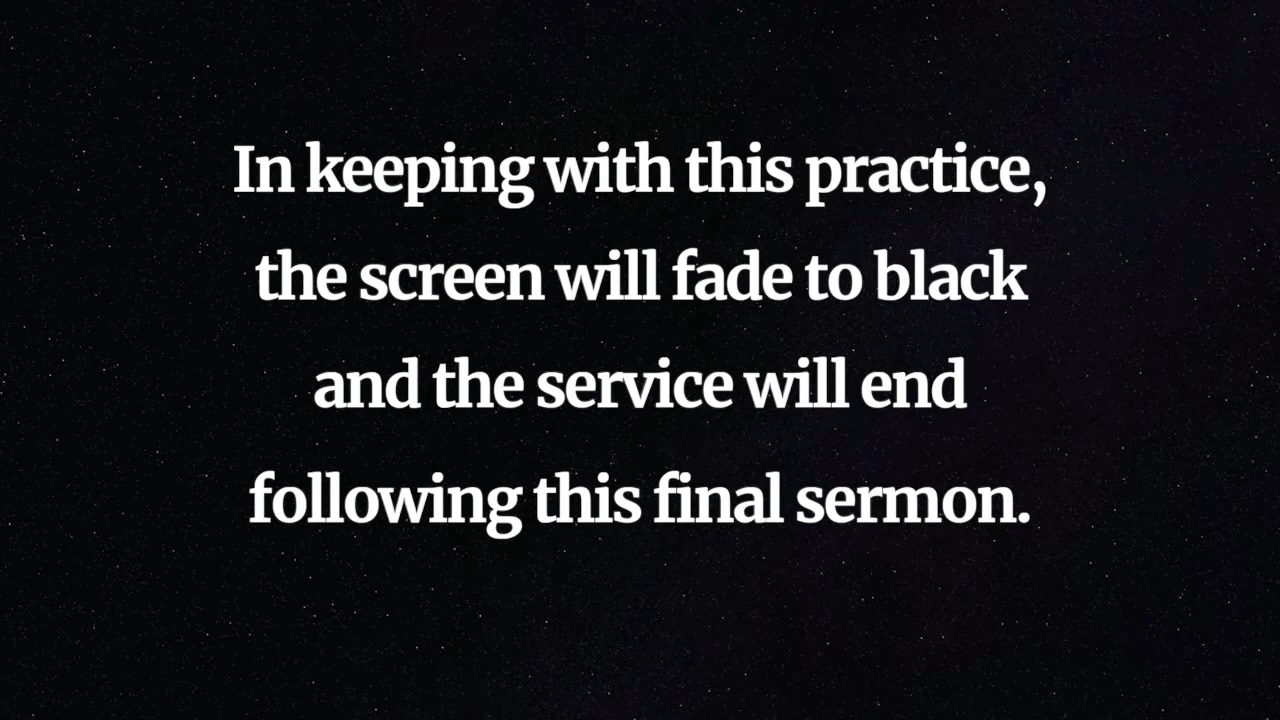 In keeping with this practice,
the screen will fade to black
and the service will end
following this final sermon.